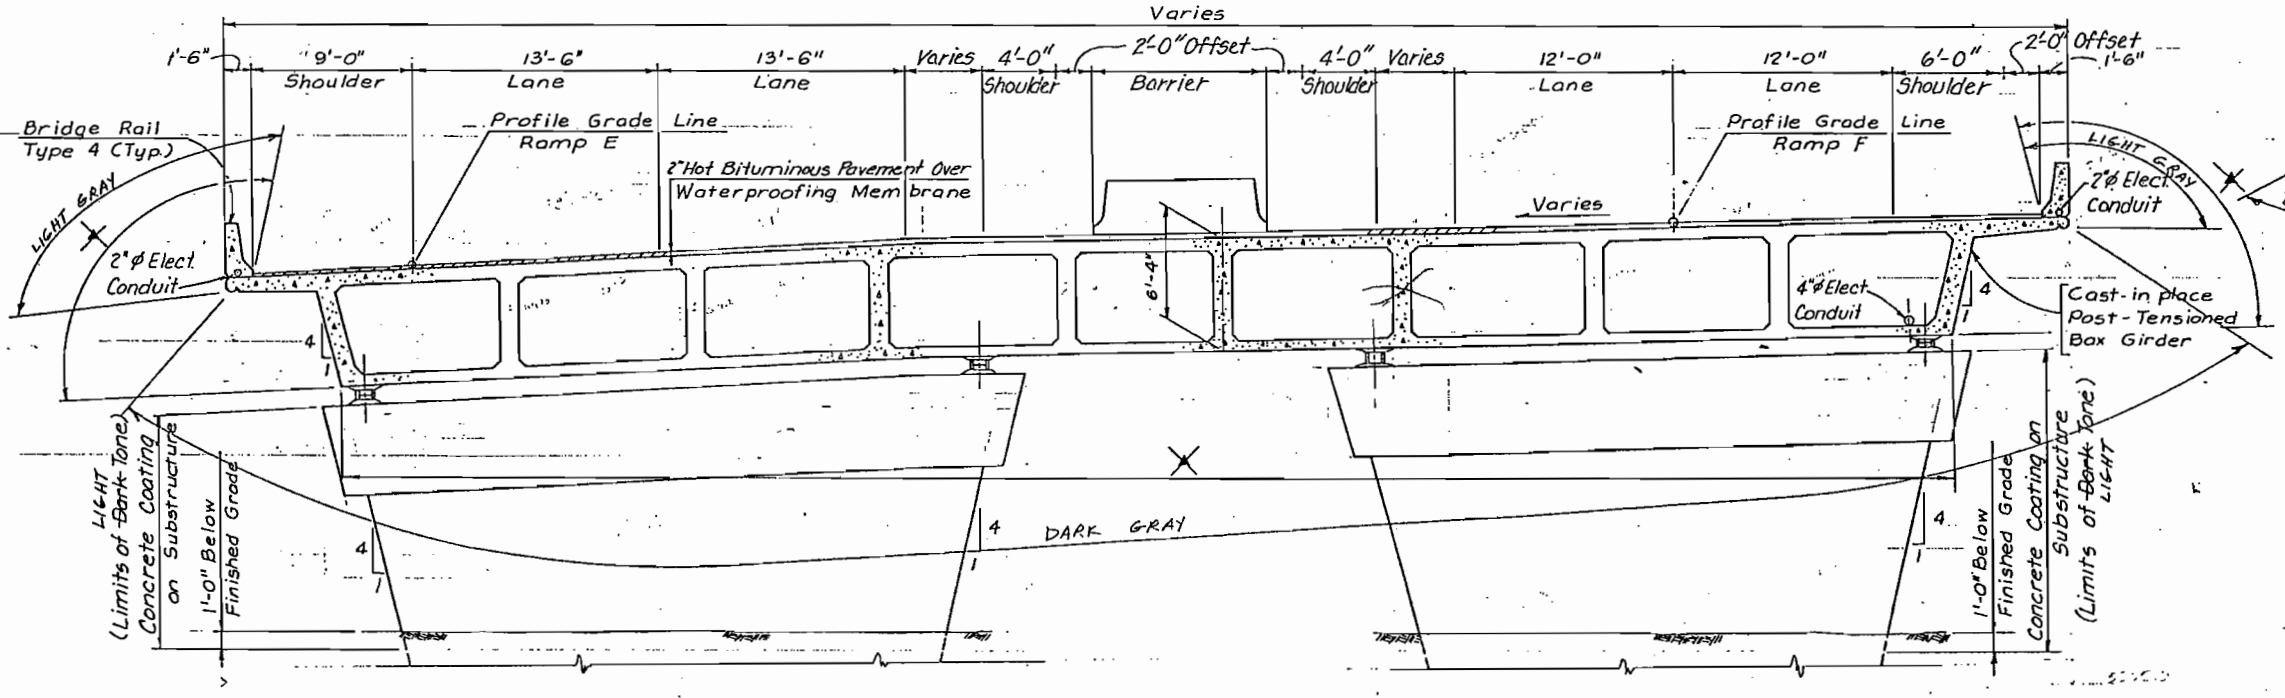 Varies
1'-6"
9'-0"
Shoulder
13'-6"
Lane
13'-6"
Lane
Varies
4'-0"
Shoulder
2'-0" Offset
Barrier
4'-0"
Shoulder
Varies
12'-0"
Lane
12'-0"
Lane
6'-0"
Shoulder
2'-0" Offset
1'-6"
Bridge Rail
Type 4 (Typ.)
Profile Grade Line
Ramp E
2" Hot Bituminous Pavement Over
Waterproofing Membrane
Profile Grade Line
Ramp F
Varies
LIGHT GRAY
LIGHT GRAY
2"ø Elect.
Conduit
2"ø Elect.
Conduit
6'-4"
4"ø Elect.
Conduit
Cast-in place
Post-Tensioned
Box Girder
4
1
4
1
LIGHT
(Limits of Dark Tone)
Concrete Coating
on Substructure
1'-0" Below
Finished Grade
4
1
4
1
DARK GRAY
4
1
1'-0" Below
Finished Grade
Concrete Coating on
Substructure
(Limits of Dark Tone)
LIGHT